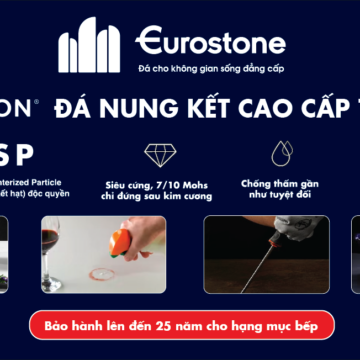 Eurostone
Đá cho không gian sống đẳng cấp
ON® ĐÁ NUNG KẾT CAO CẤP
SP
nterized Particle
ết hạt) độc quyền
Siêu cứng, 7/10 Mohs
chỉ đứng sau kim cương
Chống thấm gần
như tuyệt đối
Bảo hành lên đến 25 năm cho hạng mục bếp